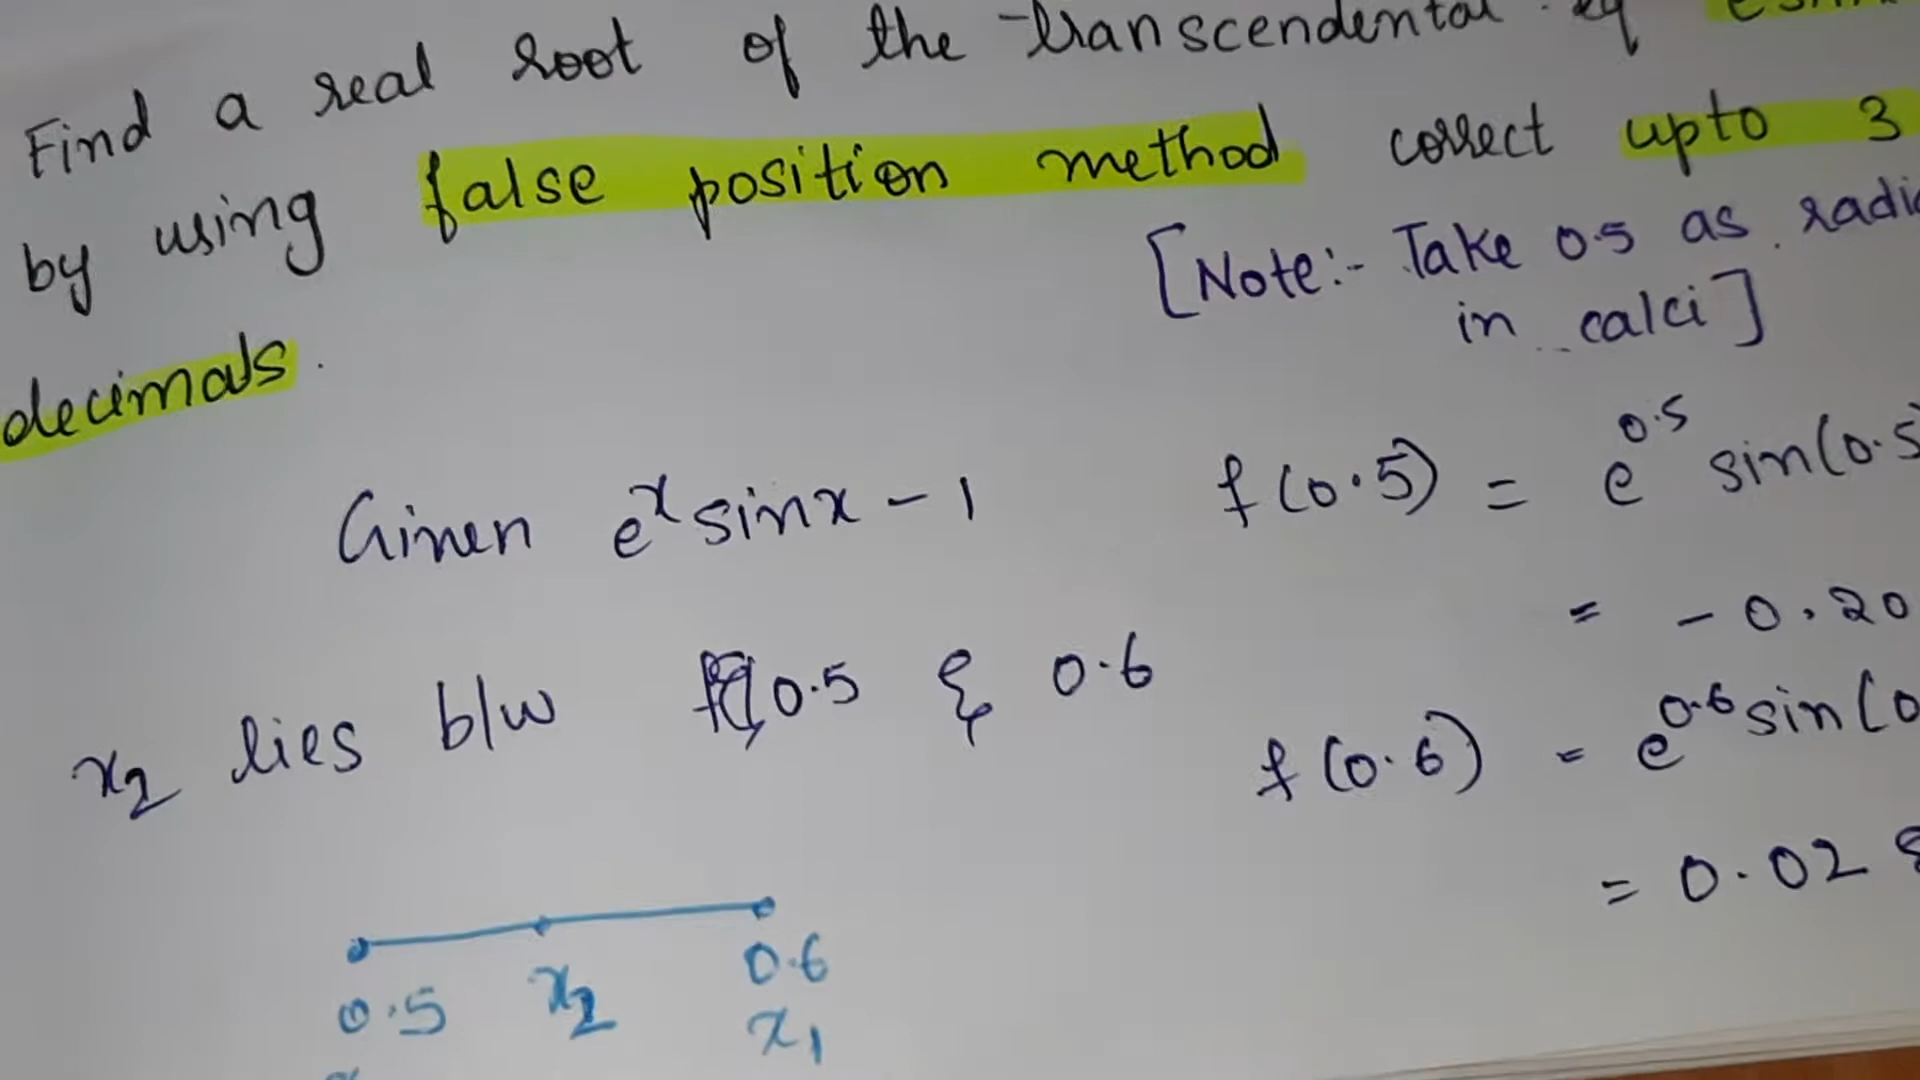 Find a real root of the transcendental eq
by using false position method correct upto 3
decimals.
[Note:- Take 0.5 as
in calci]
Given e^x sinx - 1
f(0.5) = e^0.5 sin(0.5
= -0.20
x₂ lies b/w 0.5 & 0.6
f(0.6) = e^0.6 sin(0
= 0.02
0.5 x₂ 0.6
x₁